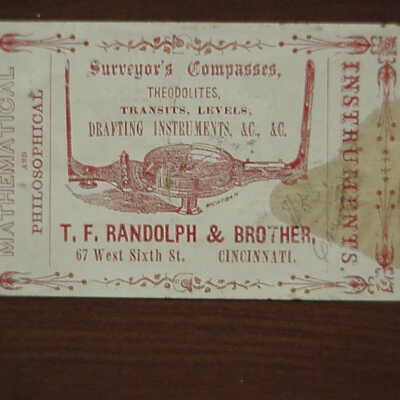 MATHEMATICAL
AND
PHILOSOPHICAL
Surveyor's Compasses,
THEODOLITES,
TRANSITS, LEVELS,
DRAFTING INSTRUMENTS, &C., &C.
T. F. RANDOLPH & BROTHER,
67 West Sixth St. CINCINNATI.
INSTRUMENTS.